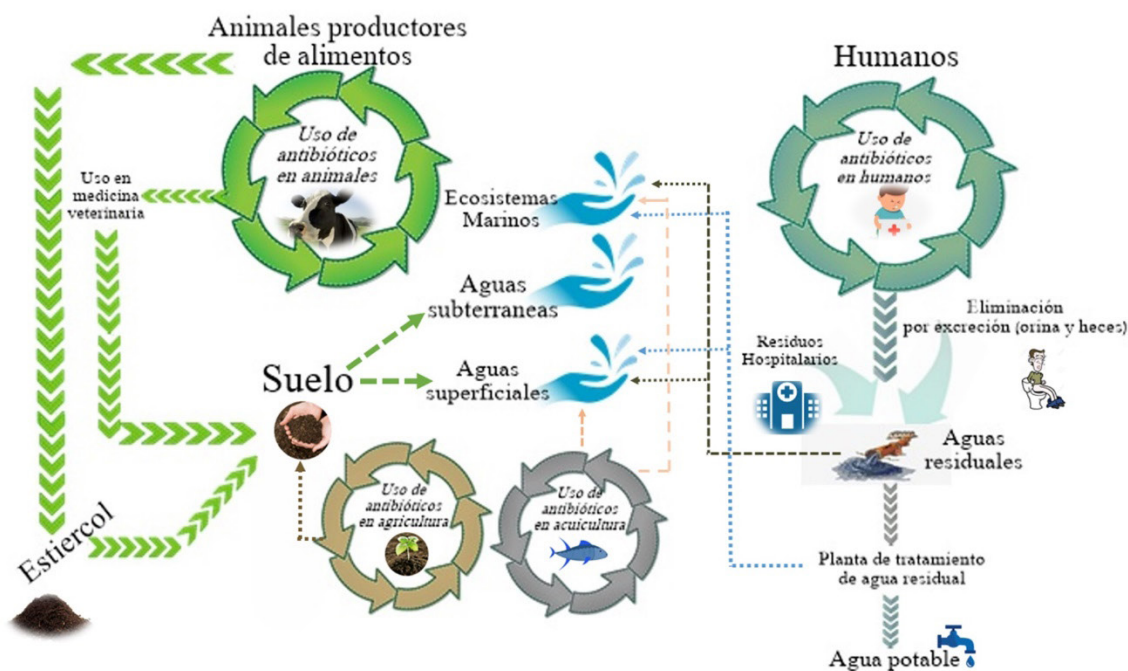 Animales productores
de alimentos
Humanos
Uso de
antibióticos
en animales
Uso de
antibióticos
en humanos
Uso en
medicina
veterinaria
Ecosistemas
Marinos
Aguas
subterraneas
Eliminación
por excreción (orina y heces)
Residuos
Hospitalarios
Suelo
Aguas
superficiales
Aguas
residuales
Uso de
antibióticos
en agricultura
Uso de
antibióticos
en acuicultura
Estiercol
Planta de tratamiento
de agua residual
Agua potable